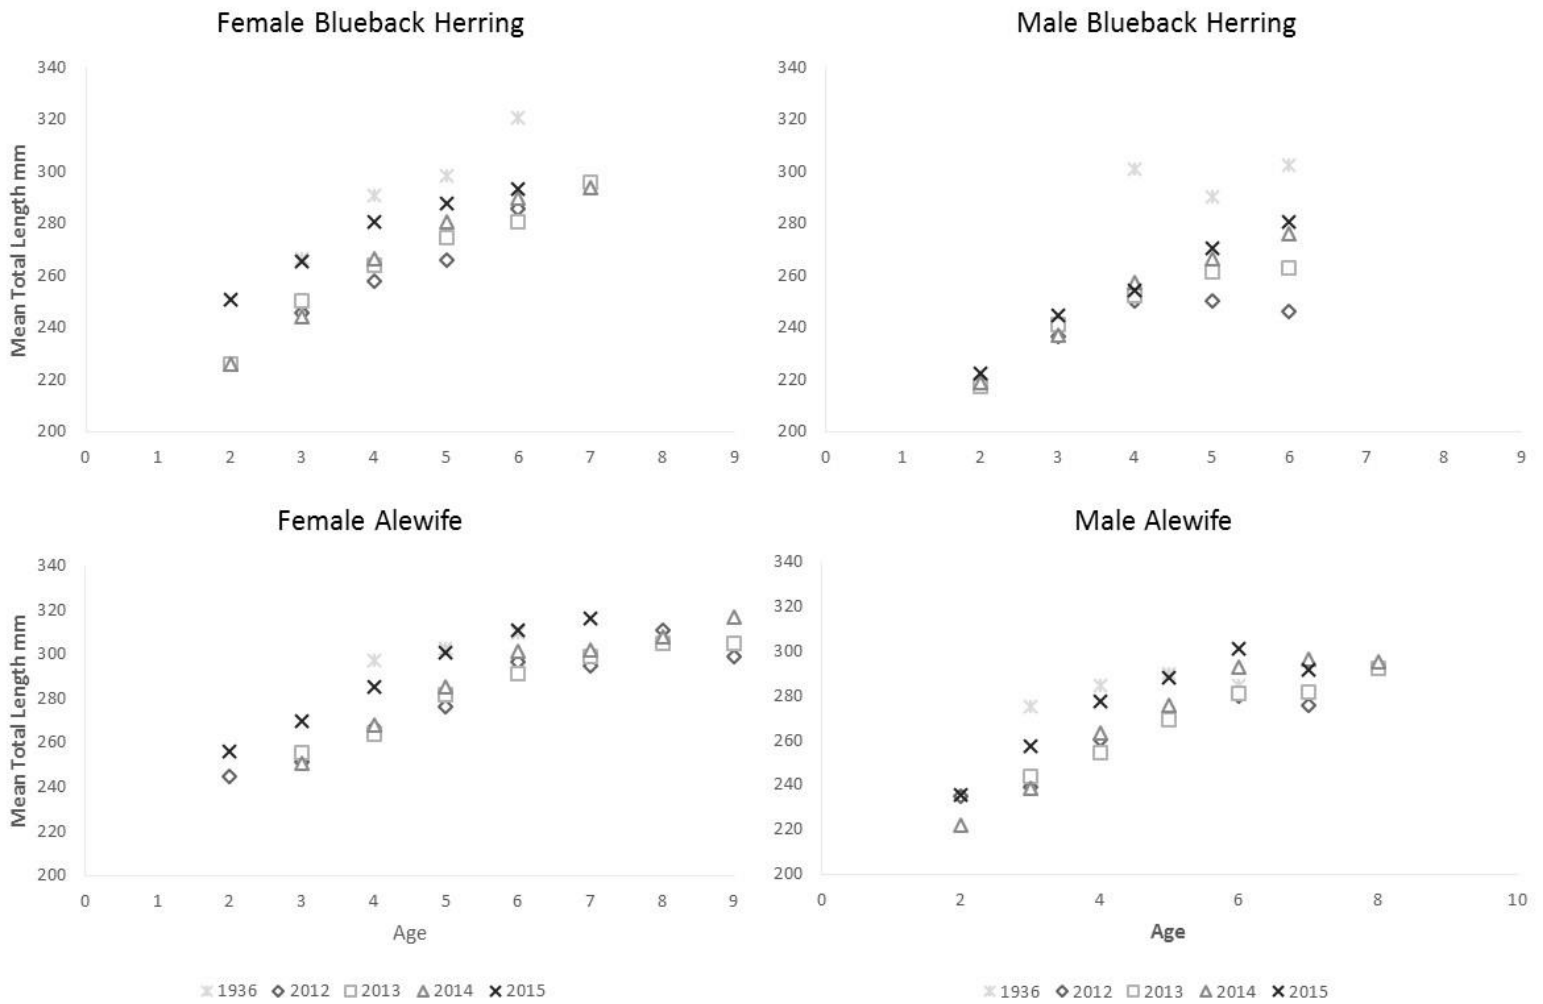 Female Blueback Herring
Mean Total Length mm
340
320
300
280
260
240
220
200
0 1 2 3 4 5 6 7 8 9
Male Blueback Herring
340
320
300
280
260
240
220
200
0 1 2 3 4 5 6 7 8 9
Female Alewife
Mean Total Length mm
340
320
300
280
260
240
220
200
0 1 2 3 4 5 6 7 8 9
Age
1936 2012 2013 2014 2015
Male Alewife
340
320
300
280
260
240
220
200
0 2 4 6 8 10
Age
1936 2012 2013 2014 2015